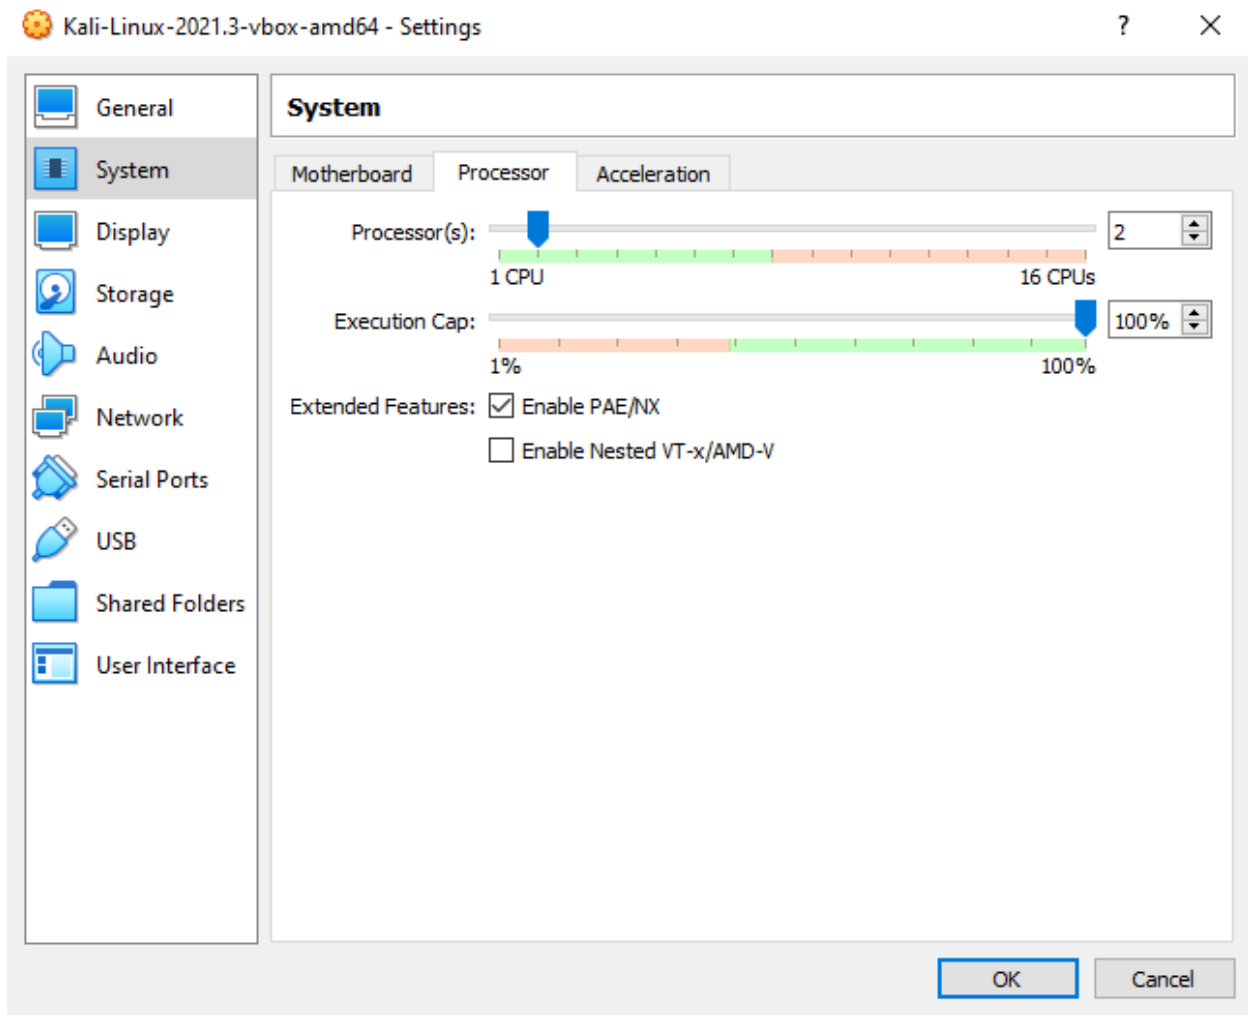 Kali-Linux-2021.3-vbox-amd64 - Settings
?
General
System
Display
Storage
Audio
Network
Serial Ports
USB
Shared Folders
User Interface
System
Motherboard Processor Acceleration
Processor(s): 2
1 CPU 16 CPUs
Execution Cap: 100%
1% 100%
Extended Features: Enable PAE/NX
Enable Nested VT-x/AMD-V
OK Cancel